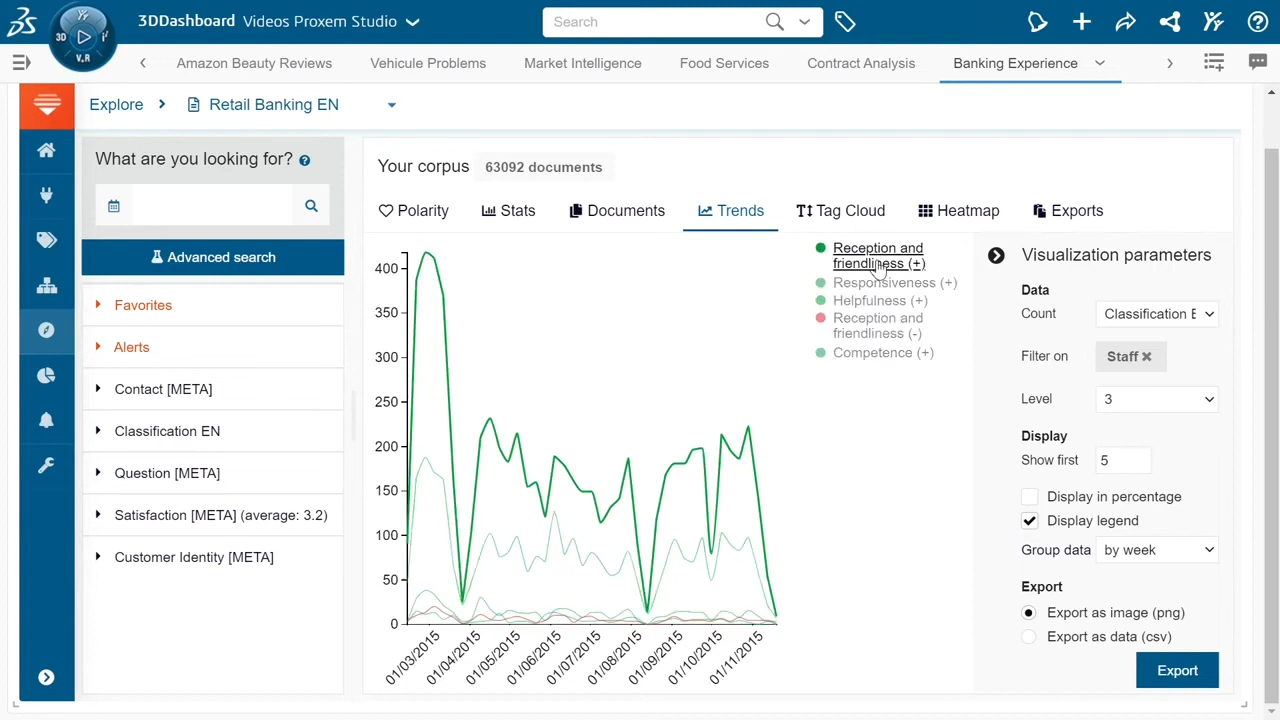 3DDashboard Videos Proxem Studio
Search
3D
V.R
Amazon Beauty Reviews
Vehicule Problems
Market Intelligence
Food Services
Contract Analysis
Banking Experience
Explore
Retail Banking EN
What are you looking for?
Advanced search
Favorites
Alerts
Contact [META]
Classification EN
Question [META]
Satisfaction [META] (average: 3.2)
Customer Identity [META]
Your corpus 63092 documents
Polarity
Stats
Documents
Trends
Tag Cloud
Heatmap
Exports
400
350
300
250
200
150
100
50
0
01/03/2015
01/04/2015
01/05/2015
01/06/2015
01/07/2015
01/08/2015
01/09/2015
01/10/2015
01/11/2015
Reception and
friendliness (+)
Responsiveness (+)
Helpfulness (+)
Reception and
friendliness (-)
Competence (+)
Visualization parameters
Data
Count Classification E
Filter on Staff
Level 3
Display
Show first 5
Display in percentage
Display legend
Group data by week
Export
Export as image (png)
Export as data (csv)
Export